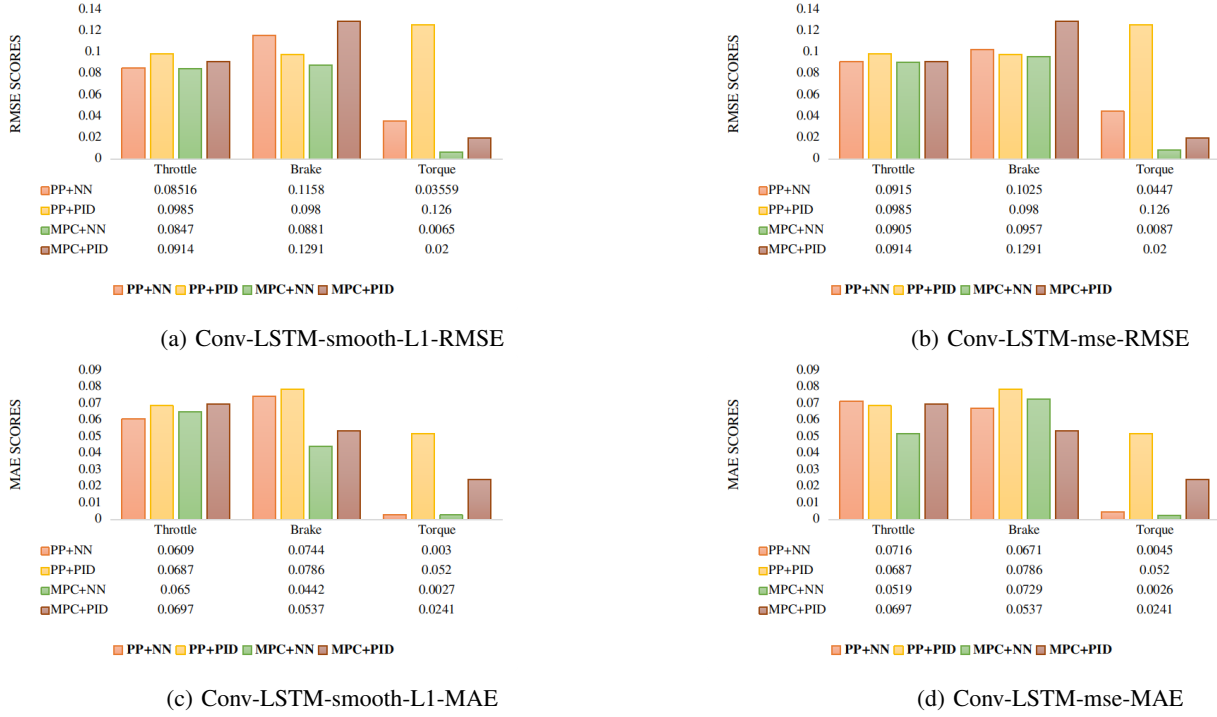 0.14
0.12
0.1
0.08
0.06
0.04
0.02
0
RMSE SCORES
Throttle Brake Torque
PP+NN 0.08516 0.1158 0.03559
PP+PID 0.0985 0.098 0.126
MPC+NN 0.0847 0.0881 0.0065
MPC+PID 0.0914 0.1291 0.02
PP+NN PP+PID MPC+NN MPC+PID
(a) Conv-LSTM-smooth-L1-RMSE
0.14
0.12
0.1
0.08
0.06
0.04
0.02
0
RMSE SCORES
Throttle Brake Torque
PP+NN 0.0915 0.1025 0.0447
PP+PID 0.0985 0.098 0.126
MPC+NN 0.0905 0.0957 0.0087
MPC+PID 0.0914 0.1291 0.02
PP+NN PP+PID MPC+NN MPC+PID
(b) Conv-LSTM-mse-RMSE
0.09
0.08
0.07
0.06
0.05
0.04
0.03
0.02
0.01
0
MAE SCORES
Throttle Brake Torque
PP+NN 0.0609 0.0744 0.003
PP+PID 0.0687 0.0786 0.052
MPC+NN 0.065 0.0442 0.0027
MPC+PID 0.0697 0.0537 0.0241
PP+NN PP+PID MPC+NN MPC+PID
(c) Conv-LSTM-smooth-L1-MAE
0.09
0.08
0.07
0.06
0.05
0.04
0.03
0.02
0.01
0
MAE SCORES
Throttle Brake Torque
PP+NN 0.0716 0.0671 0.0045
PP+PID 0.0687 0.0786 0.052
MPC+NN 0.0519 0.0729 0.0026
MPC+PID 0.0697 0.0537 0.0241
PP+NN PP+PID MPC+NN MPC+PID
(d) Conv-LSTM-mse-MAE